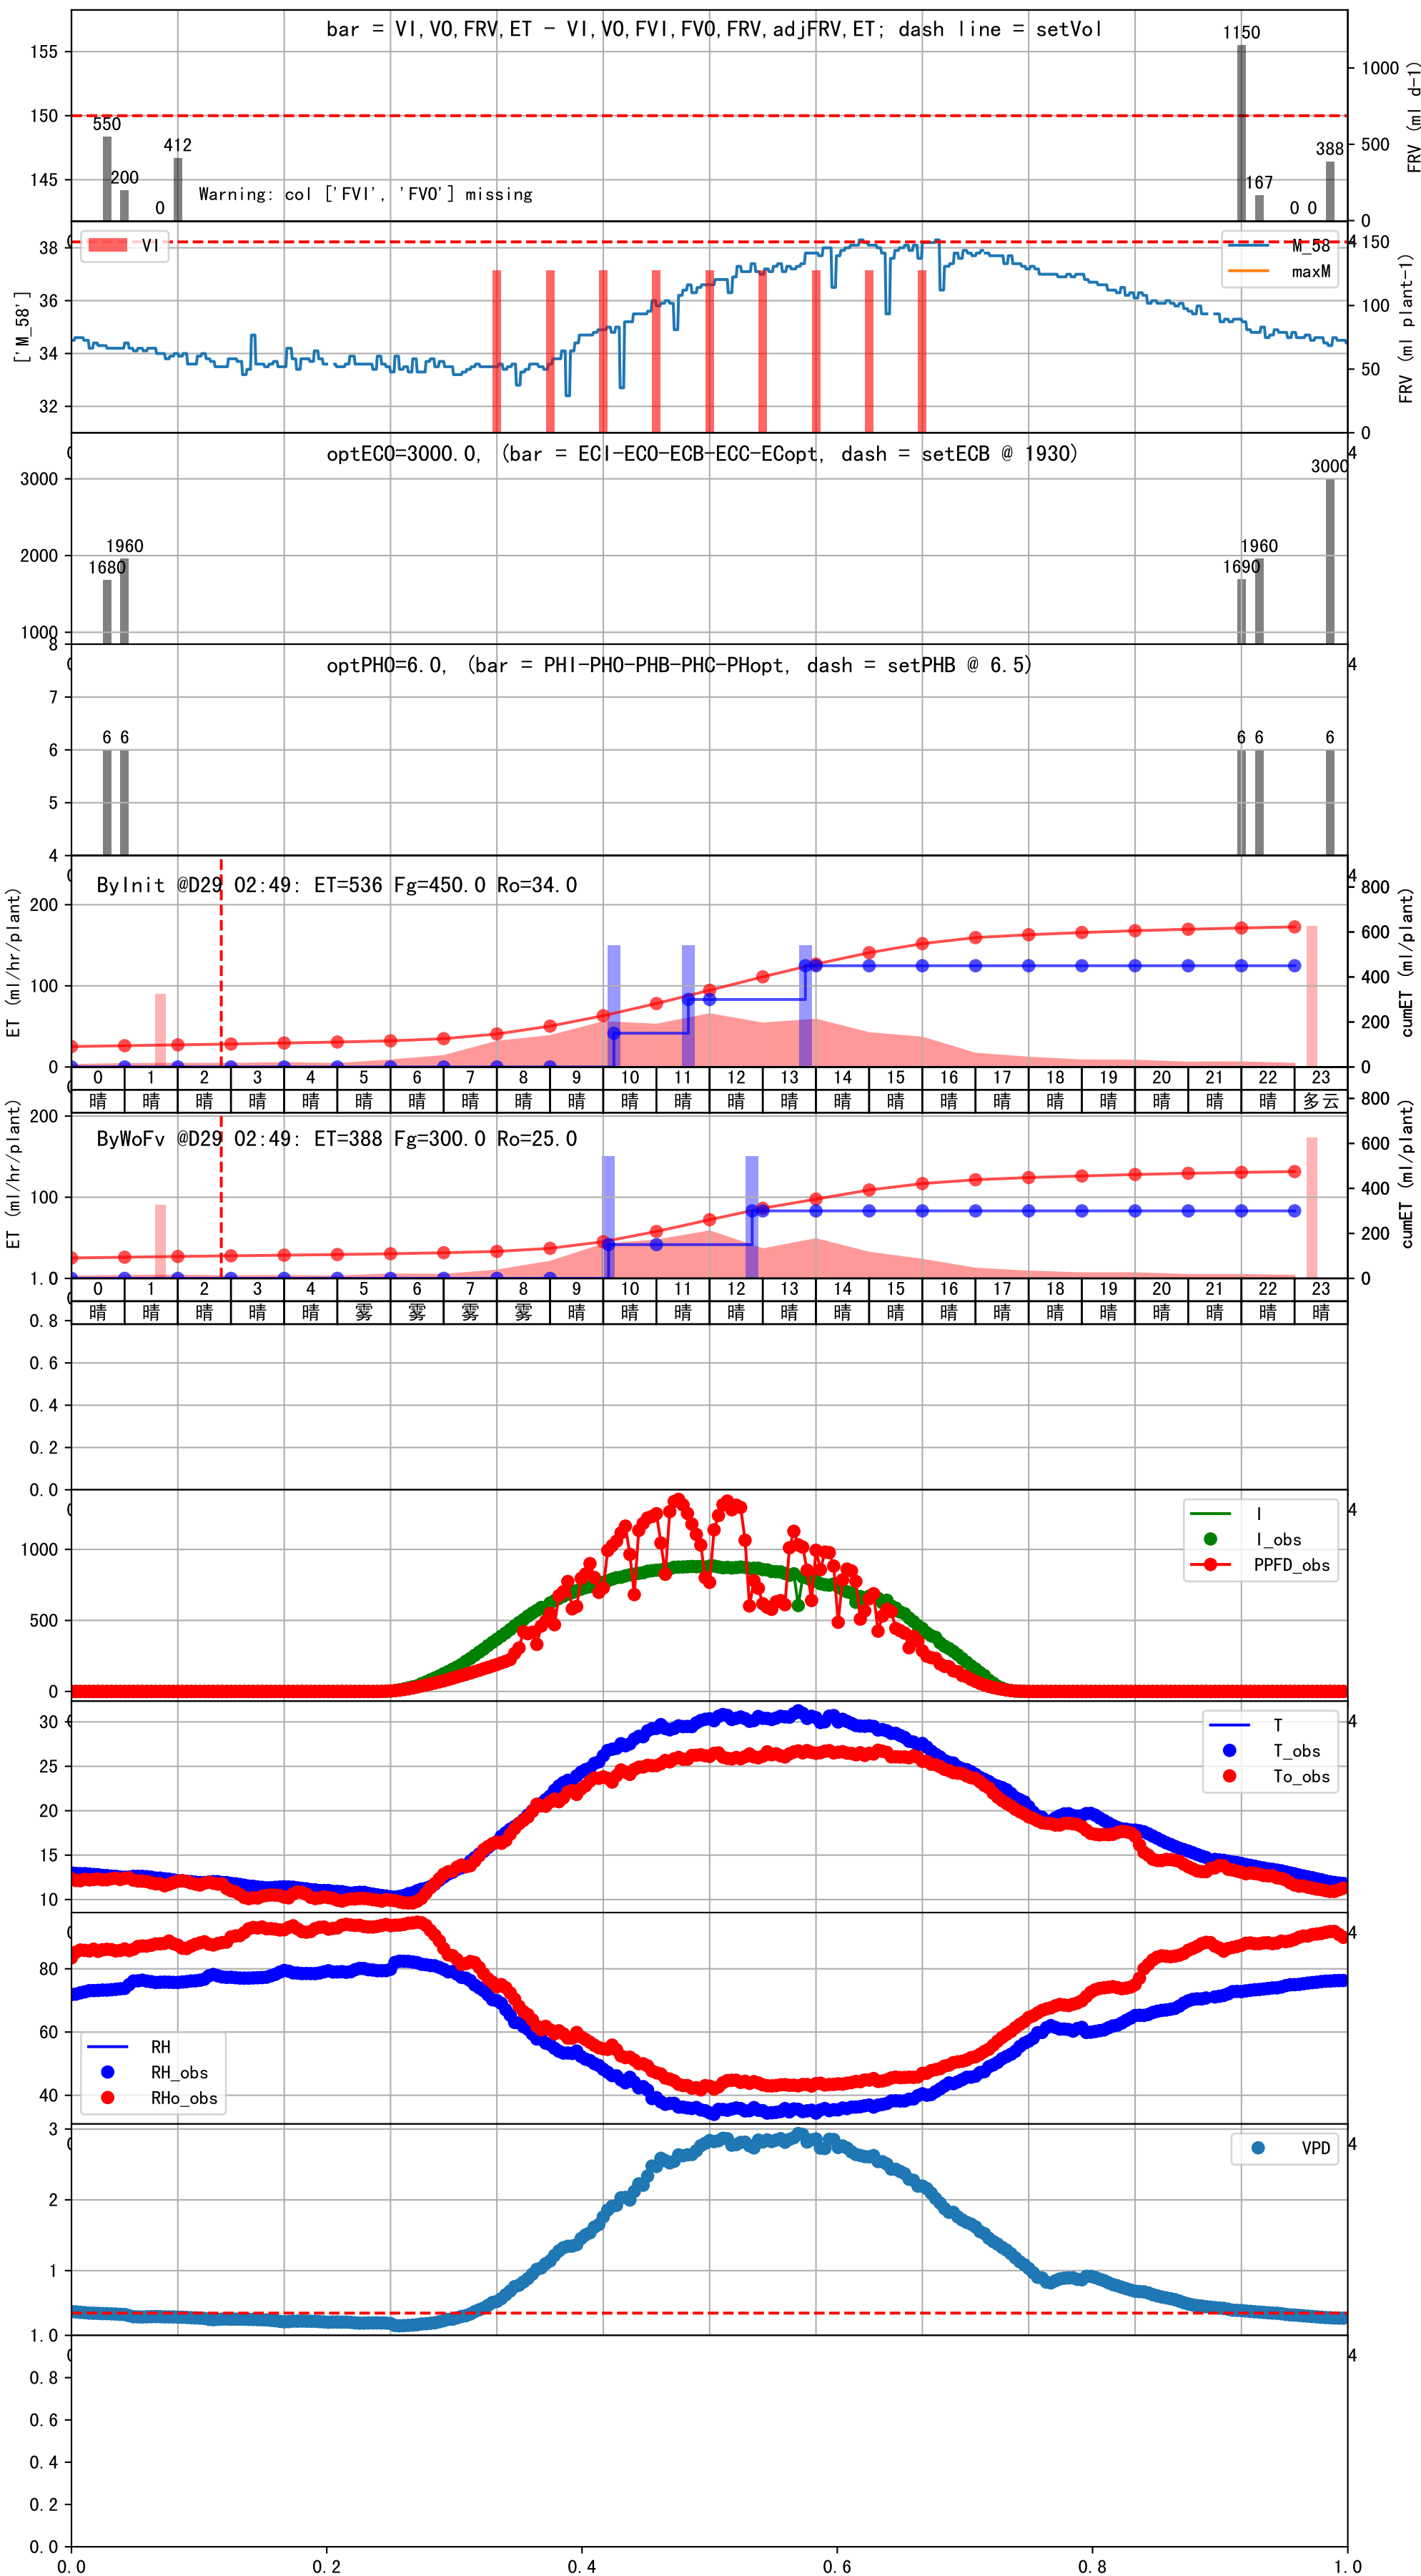 bar = VI,VO,FRV,ET - VI,VO,FVI,FVO,FRV,adjFRV,ET; dash line = setVol
155
150
145
550
200
0
412
1150
167
0 0
388
Warning: col ['FVI', 'FVO'] missing
1000
500
0
FRV (ml d-1)
VI
M_58
maxM
38
36
34
32
['M_58']
150
100
50
0
FRV (ml plant-1)
optECO=3000.0, (bar = ECI-ECO-ECB-ECC-ECopt, dash = setECB @ 1930)
3000
2000
1000
1680
1960
1690
1960
3000
optPHO=6.0, (bar = PHI-PHO-PHB-PHC-PHopt, dash = setPHB @ 6.5)
8
7
6
5
4
6 6
6 6
6
ByInit @D29 02:49: ET=536 Fg=450.0 Ro=34.0
200
100
0
ET (ml/hr/plant)
800
600
400
200
0
cumET (ml/plant)
0 1 2 3 4 5 6 7 8 9 10 11 12 13 14 15 16 17 18 19 20 21 22 23
晴 晴 晴 晴 晴 晴 晴 晴 晴 晴 晴 晴 晴 晴 晴 晴 晴 晴 晴 晴 晴 晴 晴 多云
ByWoFv @D29 02:49: ET=388 Fg=300.0 Ro=25.0
200
100
ET (ml/hr/plant)
800
600
400
200
0
cumET (ml/plant)
0 1 2 3 4 5 6 7 8 9 10 11 12 13 14 15 16 17 18 19 20 21 22 23
晴 晴 晴 晴 晴 雾 雾 雾 雾 晴 晴 晴 晴 晴 晴 晴 晴 晴 晴 晴 晴 晴 晴 晴
1.0
0.8
0.6
0.4
0.2
0.0
I
I_obs
PPFD_obs
1000
500
0
T
T_obs
To_obs
30
25
20
15
10
RH
RH_obs
RHo_obs
80
60
40
VPD
3
2
1
1.0
0.8
0.6
0.4
0.2
0.0
0.0 0.2 0.4 0.6 0.8 1.0